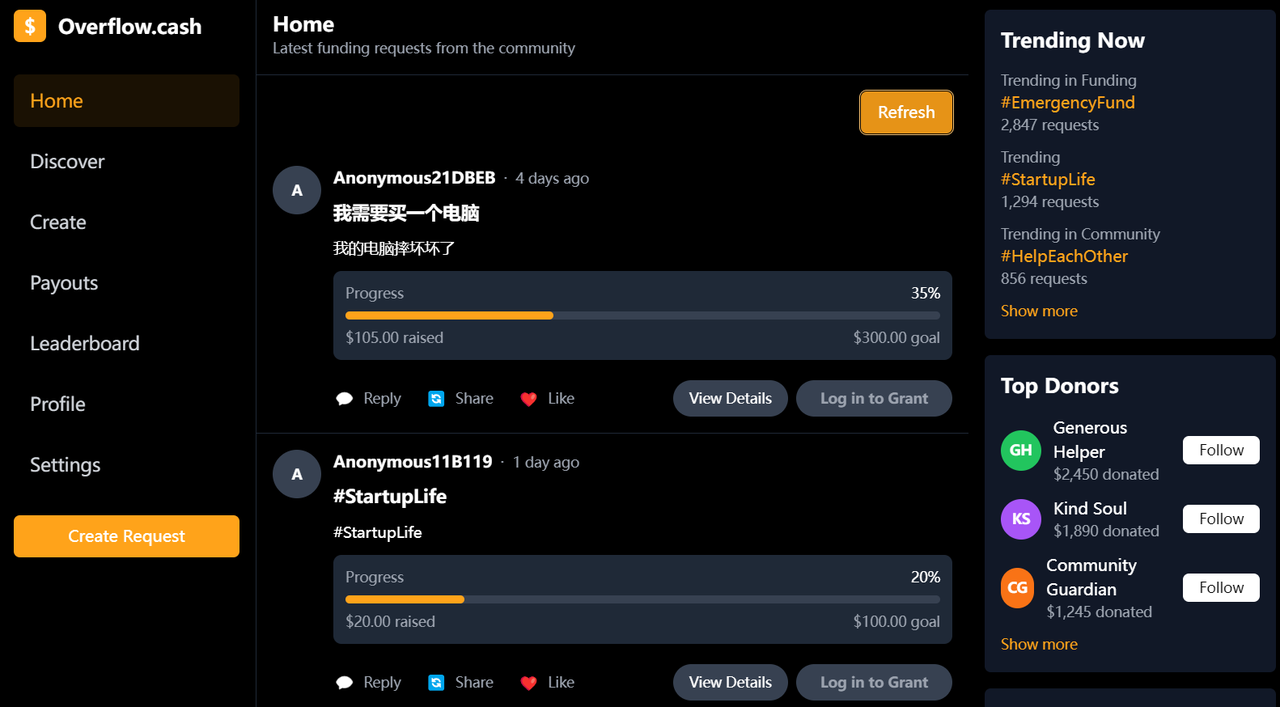 $ Overflow.cash
Home
Discover
Create
Payouts
Leaderboard
Profile
Settings
Create Request
Home
Latest funding requests from the community
Refresh
A
Anonymous21DBEB · 4 days ago
我需要买一个电脑
我的电脑摔坏坏了
Progress 35%
$105.00 raised $300.00 goal
Reply Share Like View Details Log in to Grant
A
Anonymous11B119 · 1 day ago
#StartupLife
#StartupLife
Progress 20%
$20.00 raised $100.00 goal
Reply Share Like View Details Log in to Grant
Trending Now
Trending in Funding
#EmergencyFund
2,847 requests
Trending
#StartupLife
1,294 requests
Trending in Community
#HelpEachOther
856 requests
Show more
Top Donors
GH
Generous
Helper
$2,450 donated
Follow
KS
Kind Soul
$1,890 donated
Follow
CG
Community
Guardian
$1,245 donated
Follow
Show more